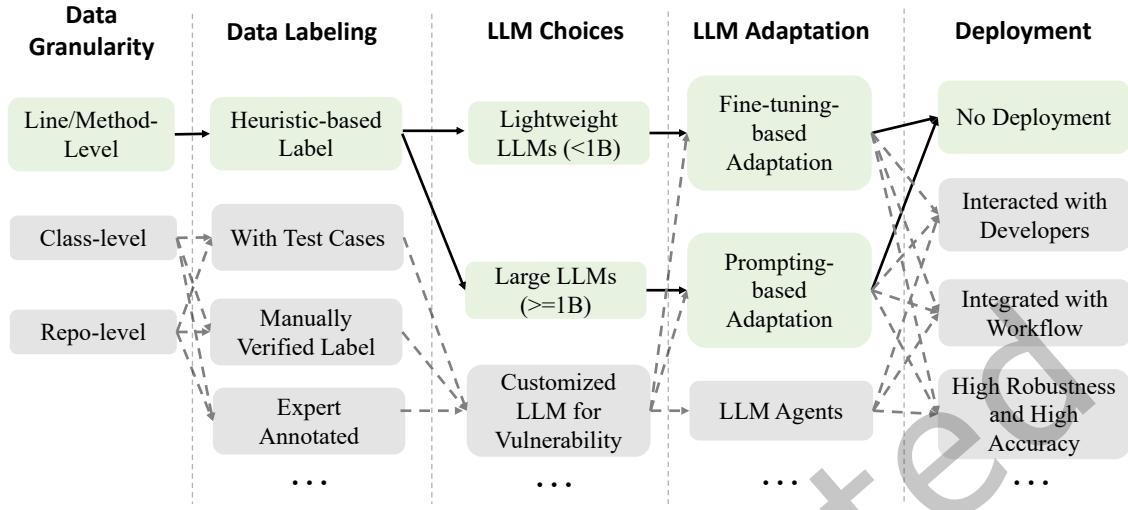 Data
Granularity
Data Labeling
LLM Choices
LLM Adaptation
Deployment
Line/Method-
Level
Heuristic-based
Label
Lightweight
LLMs (<1B)
Fine-tuning-
based
Adaptation
No Deployment
Class-level
With Test Cases
Large LLMs
(>=1B)
Prompting-
based
Adaptation
Interacted with
Developers
Repo-level
Manually
Verified Label
Integrated with
Workflow
Expert
Annotated
Customized
LLM for
Vulnerability
LLM Agents
High Robustness
and High
Accuracy
...
...
...
...
ted